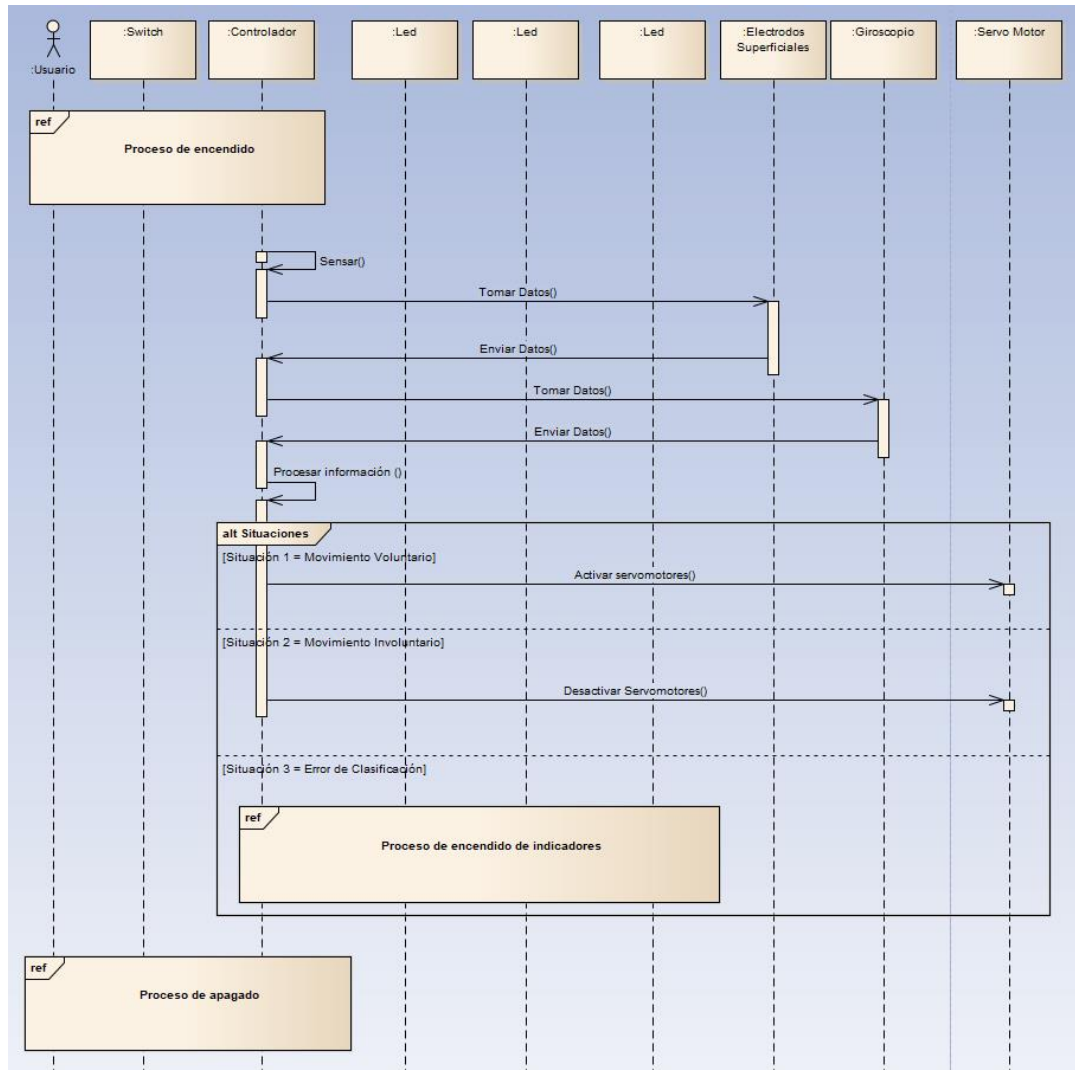 :Usuario
:Switch
:Controlador
:Led
:Led
:Led
:Electrodos
Superficiales
:Giroscopio
:Servo Motor
ref
Proceso de encendido
Sensar()
Tomar Datos()
Enviar Datos()
Tomar Datos()
Enviar Datos()
Procesar información ()
alt Situaciones
[Situación 1 = Movimiento Voluntario]
Activar servomotores()
[Situación 2 = Movimiento Involuntario]
Desactivar Servomotores()
[Situación 3 = Error de Clasificación]
ref
Proceso de encendido de indicadores
ref
Proceso de apagado